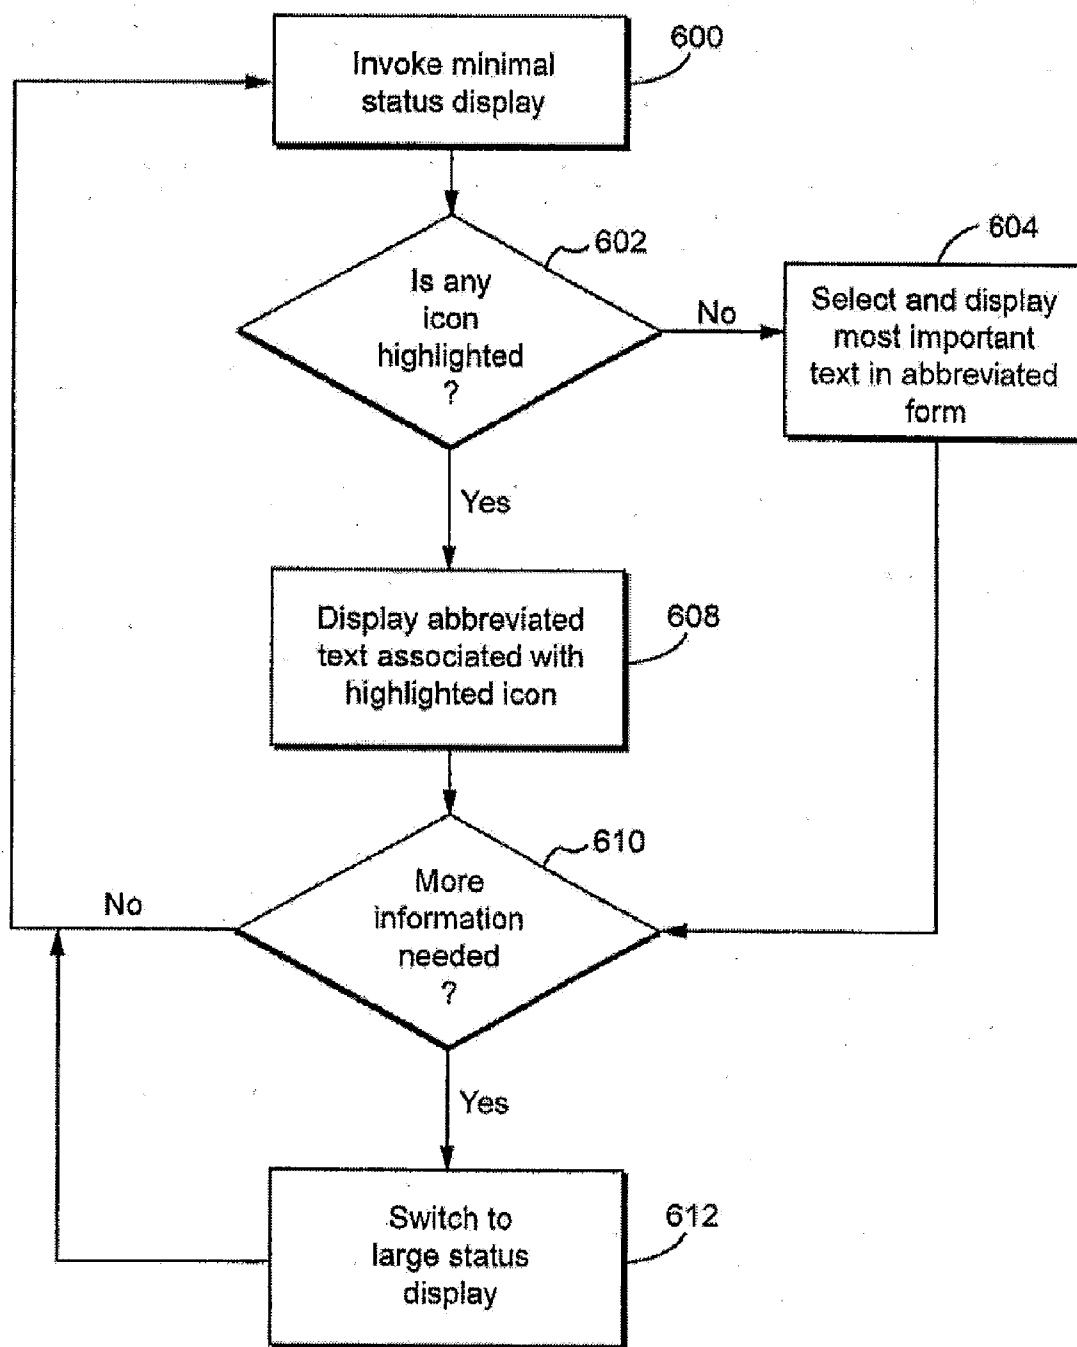 Invoke minimal
status display
600
602
Is any
icon
highlighted
?
No
604
Select and display
most important
text in abbreviated
form
Yes
Display abbreviated
text associated with
highlighted icon
608
610
More
information
needed
?
No
Yes
Switch to
large status
display
612